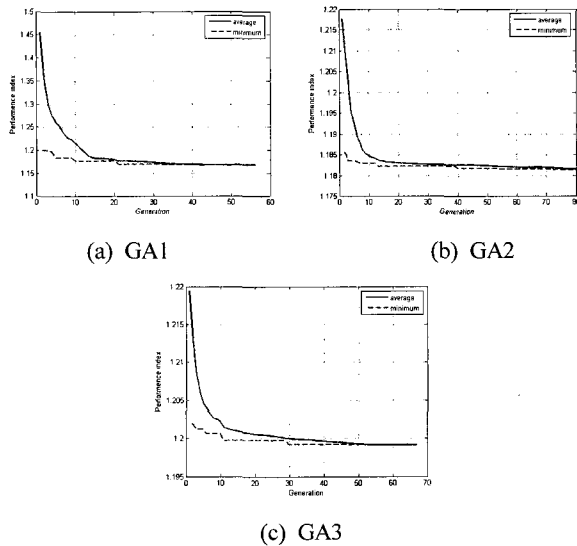 1.5
1.45
1.4
1.35
1.3
1.25
1.2
1.15
1.1
Performance index
0 10 20 30 40 50 60
Generation
average
minimum
(a) GA1
1.22
1.215
1.21
1.205
1.2
1.195
1.19
1.185
1.18
1.175
Performance index
0 10 20 30 40 50 60 70 80
Generation
average
minimum
(b) GA2
1.22
1.215
1.21
1.205
1.2
1.195
Performance index
0 10 20 30 40 50 60 70
Generation
average
minimum
(c) GA3